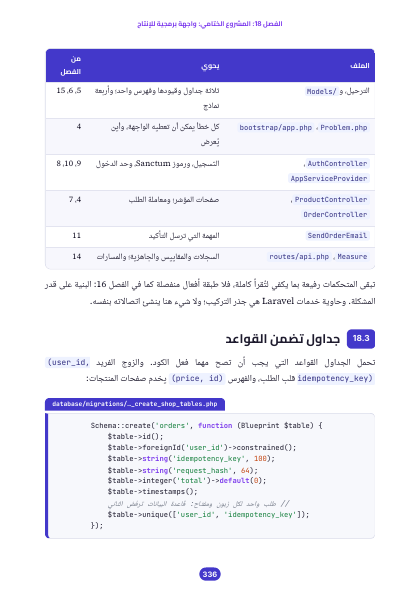 الفصل 18: المشروع الختامي: واجهة برمجية للإنتاج
الملف يحوي من الفصل
الترحيل، و Models/ ثلاثة جداول وقيودها وفهرس واحد؛ وأربعة نماذج 5، 6، 15
Problem.php ، bootstrap/app.php كل خطأ يمكن أن تعطيه الواجهة، وأين يُعرض 4
AuthController ، AppServiceProvider التسجيل، ورموز Sanctum، وحد الدخول 8، 9، 10
ProductController ، OrderController صفحات المؤشر؛ ومعاملة الطلب 4، 7
SendOrderEmail المهمة التي ترسل التأكيد 11
Measure ، routes/api.php السجلات والمقاييس والجاهزية؛ والمسارات 14
تبقى المتحكمات رفيعة بما يكفي لتُقرأ كاملة، فلا طبقة أفعال منفصلة كما في الفصل 16: البنية على قدر
المشكلة. وحاوية خدمات Laravel هي جذر التركيب؛ ولا شيء هنا ينشئ اتصالاته بنفسه.
18.3 جداول تضمن القواعد
تحمل الجداول القواعد التي يجب أن تصح مهما فعل الكود. والزوج الفريد (user_id,
idempotency_key) قلب الطلب، والفهرس (price, id) يخدم صفحات المنتجات:
database/migrations/…_create_shop_tables.php
Schema::create('orders', function (Blueprint $table) {
$table->id();
$table->foreignId('user_id')->constrained();
$table->string('idempotency_key', 100);
$table->string('request_hash', 64);
$table->integer('total')->default(0);
$table->timestamps();
// طلب واحد لكل زبون ومفتاح: قاعدة البيانات ترفض الثاني
$table->unique(['user_id', 'idempotency_key']);
});
336